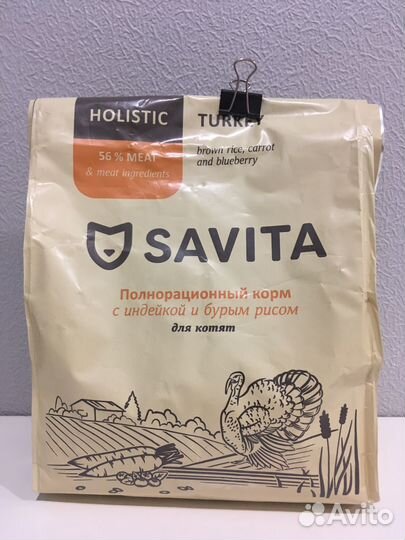 HOLISTIC
56 % MEAT
& meat ingredients
TURKEY
brown rice, carrot
and blueberry
SAVITA
Полнорационный корм
с индейкой и бурым рисом
для котят
Avito